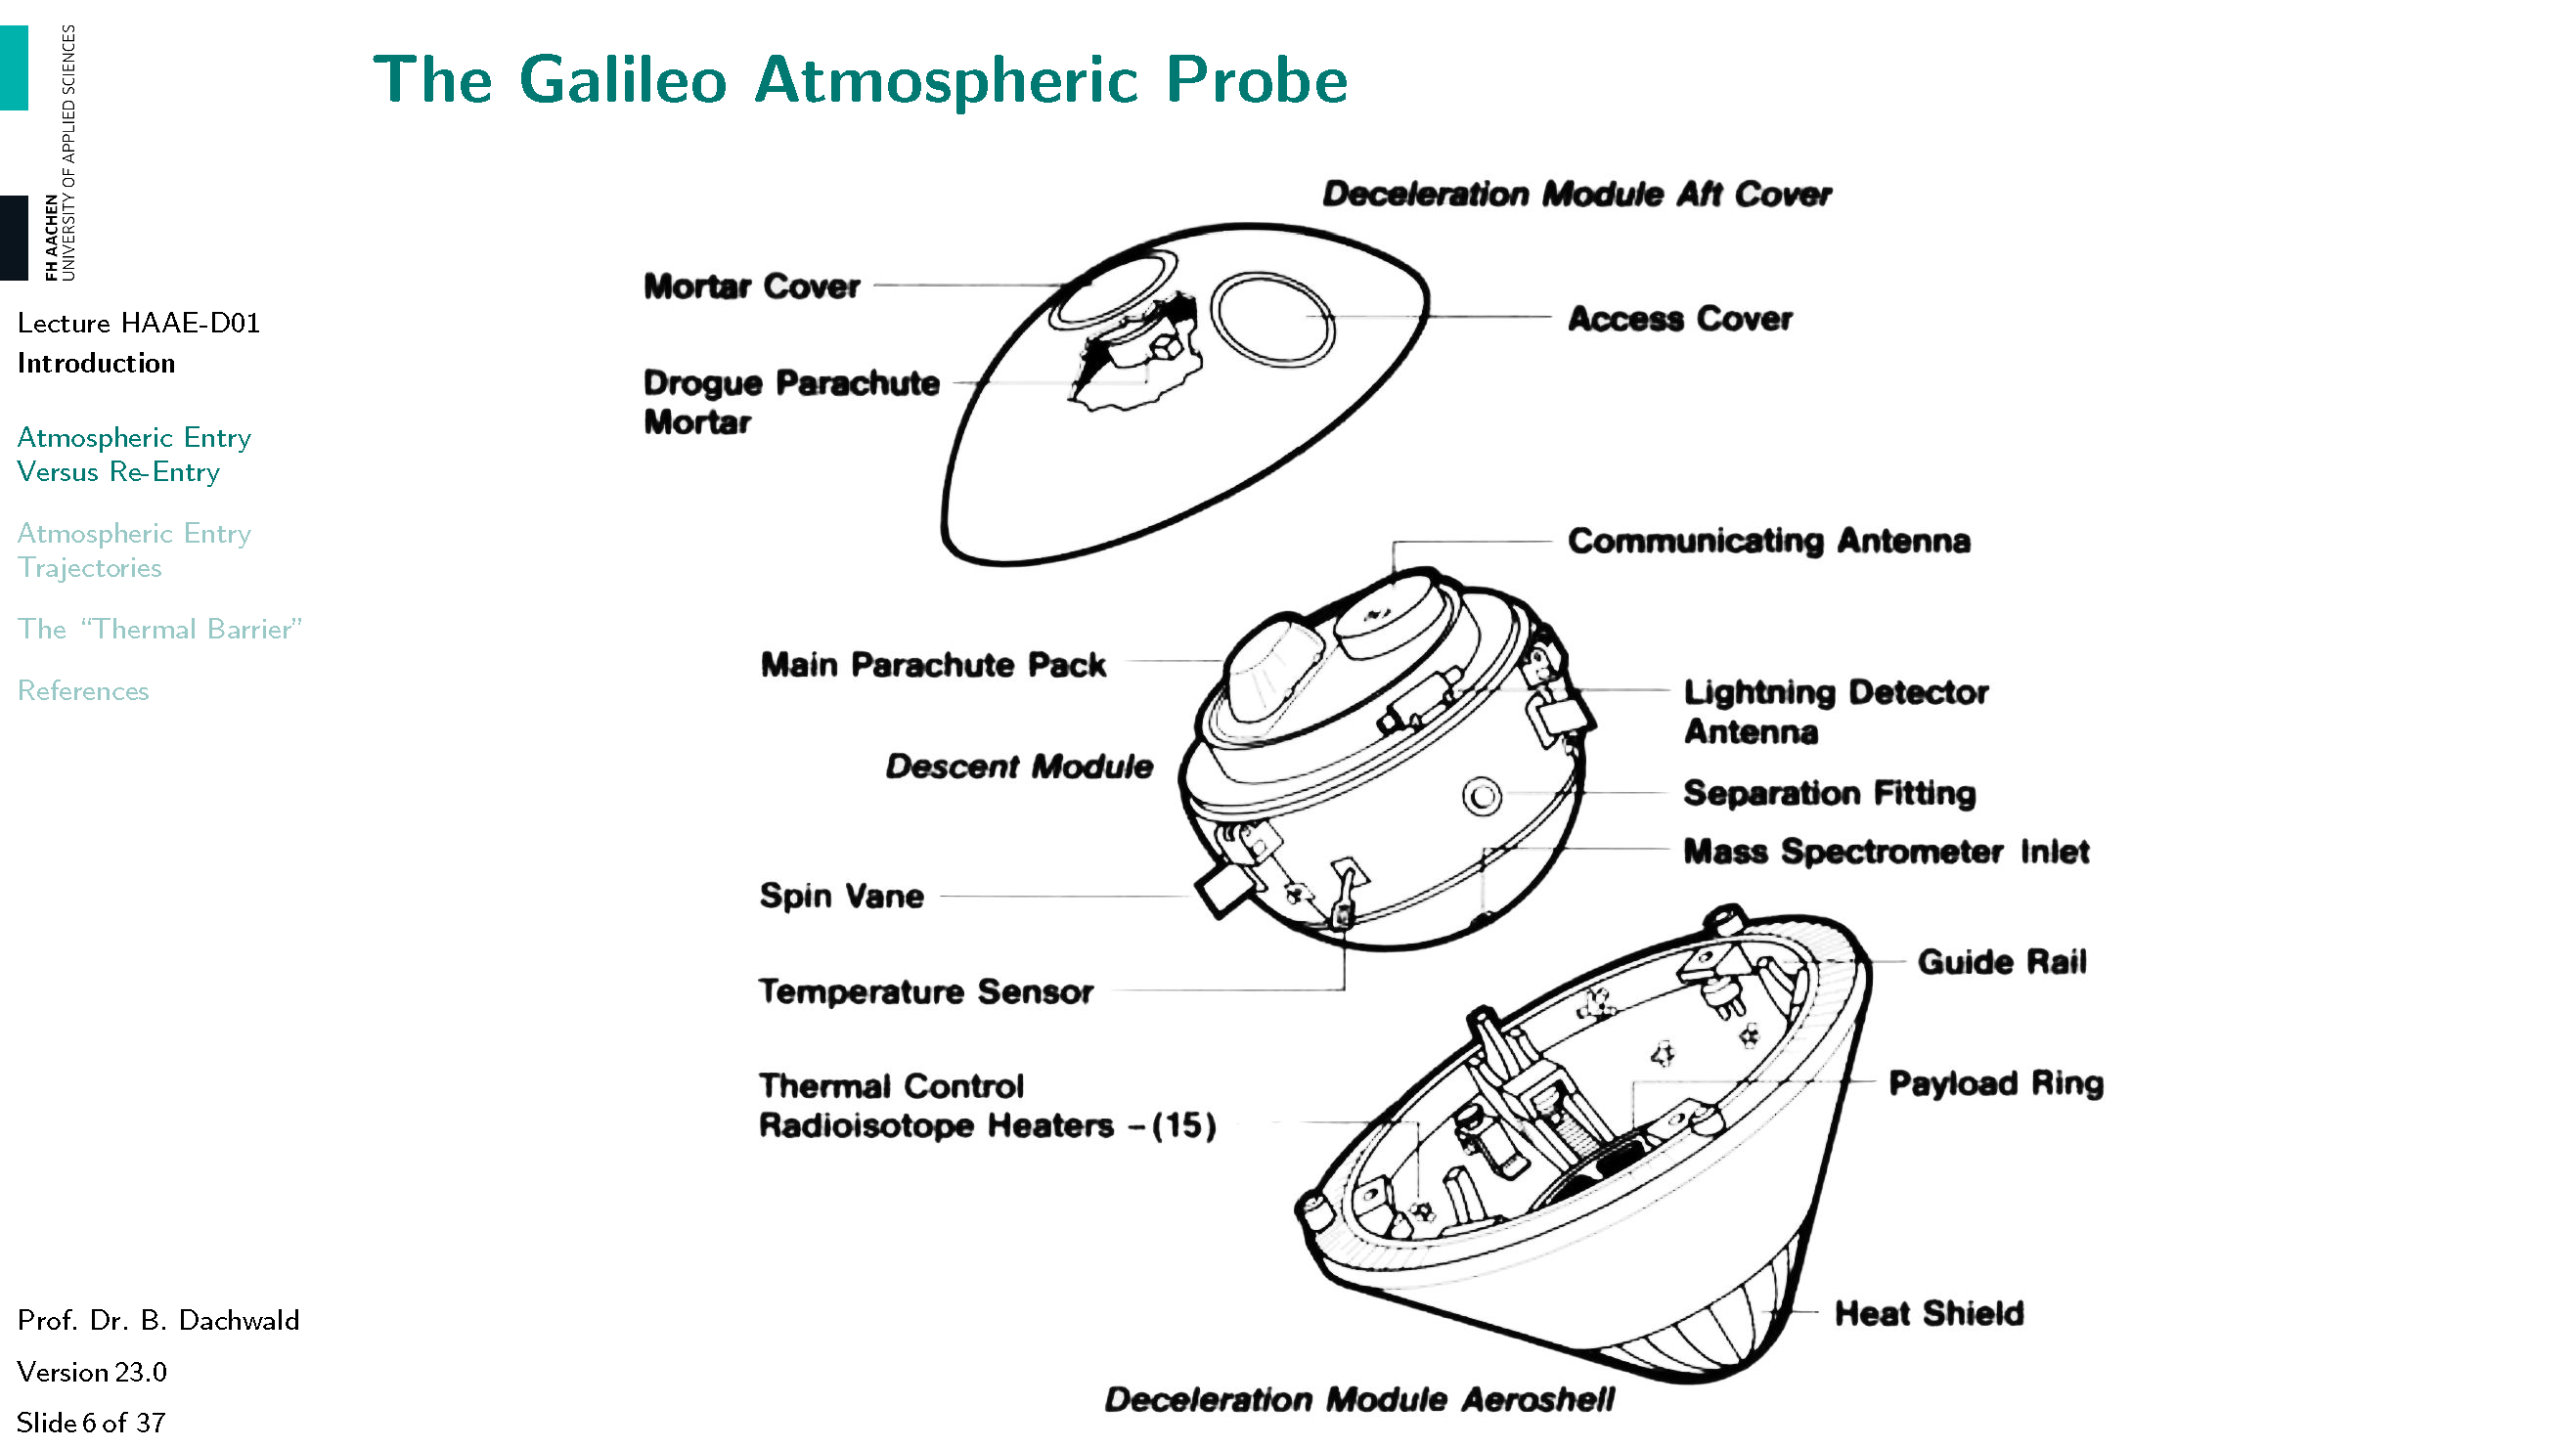 FH AACHEN
UNIVERSITY OF APPLIED SCIENCES
The Galileo Atmospheric Probe
Lecture HAAE-D01
Introduction
Atmospheric Entry
Versus Re-Entry
Atmospheric Entry
Trajectories
The “Thermal Barrier”
References
Prof. Dr. B. Dachwald
Version 23.0
Slide 6 of 37
Deceleration Module Aft Cover
Mortar Cover
Access Cover
Drogue Parachute
Mortar
Communicating Antenna
Main Parachute Pack
Lightning Detector
Antenna
Descent Module
Separation Fitting
Mass Spectrometer Inlet
Spin Vane
Guide Rail
Temperature Sensor
Thermal Control
Radioisotope Heaters – (15)
Payload Ring
Heat Shield
Deceleration Module Aeroshell